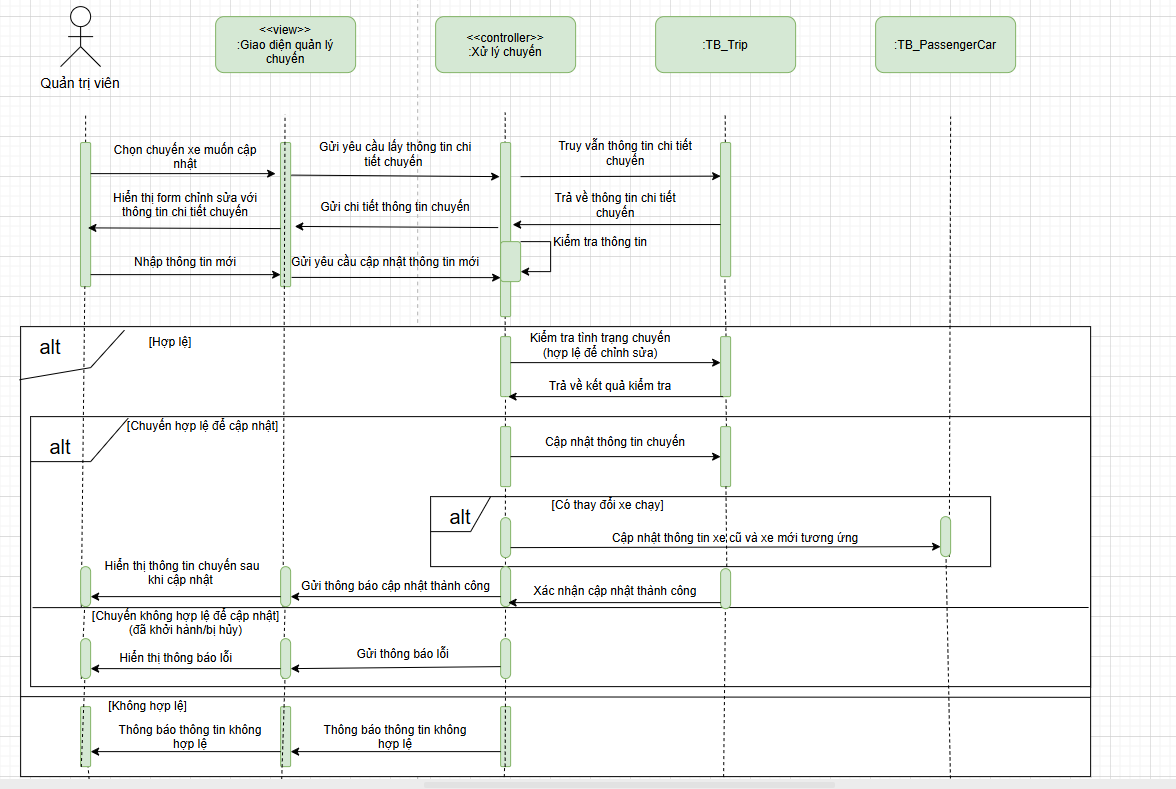 <<view>>
:Giao diện quản lý
chuyến
<<controller>>
:Xử lý chuyến
:TB_Trip
:TB_PassengerCar
Quản trị viên
Chọn chuyến xe muốn cập
nhật
Gửi yêu cầu lấy thông tin chi
tiết chuyến
Truy vẫn thông tin chi tiết
chuyến
Hiển thị form chỉnh sửa với
thông tin chi tiết chuyến
Gửi chi tiết thông tin chuyến
Trả về thông tin chi tiết
chuyến
Kiểm tra thông tin
Nhập thông tin mới
Gửi yêu cầu cập nhật thông tin mới
alt
[Hợp lệ]
Kiểm tra tình trạng chuyến
(hợp lệ để chỉnh sửa)
Trả về kết quả kiểm tra
alt
[Chuyến hợp lệ để cập nhật]
Cập nhật thông tin chuyến
alt
[Có thay đổi xe chạy]
Cập nhật thông tin xe cũ và xe mới tương ứng
Hiển thị thông tin chuyến sau
khi cập nhật
Gửi thông báo cập nhật thành công
Xác nhận cập nhật thành công
[Chuyến không hợp lệ để cập nhật]
(đã khởi hành/bị hủy)
Hiển thị thông báo lỗi
Gửi thông báo lỗi
[Không hợp lệ]
Thông báo thông tin không
hợp lệ
Thông báo thông tin không
hợp lệ